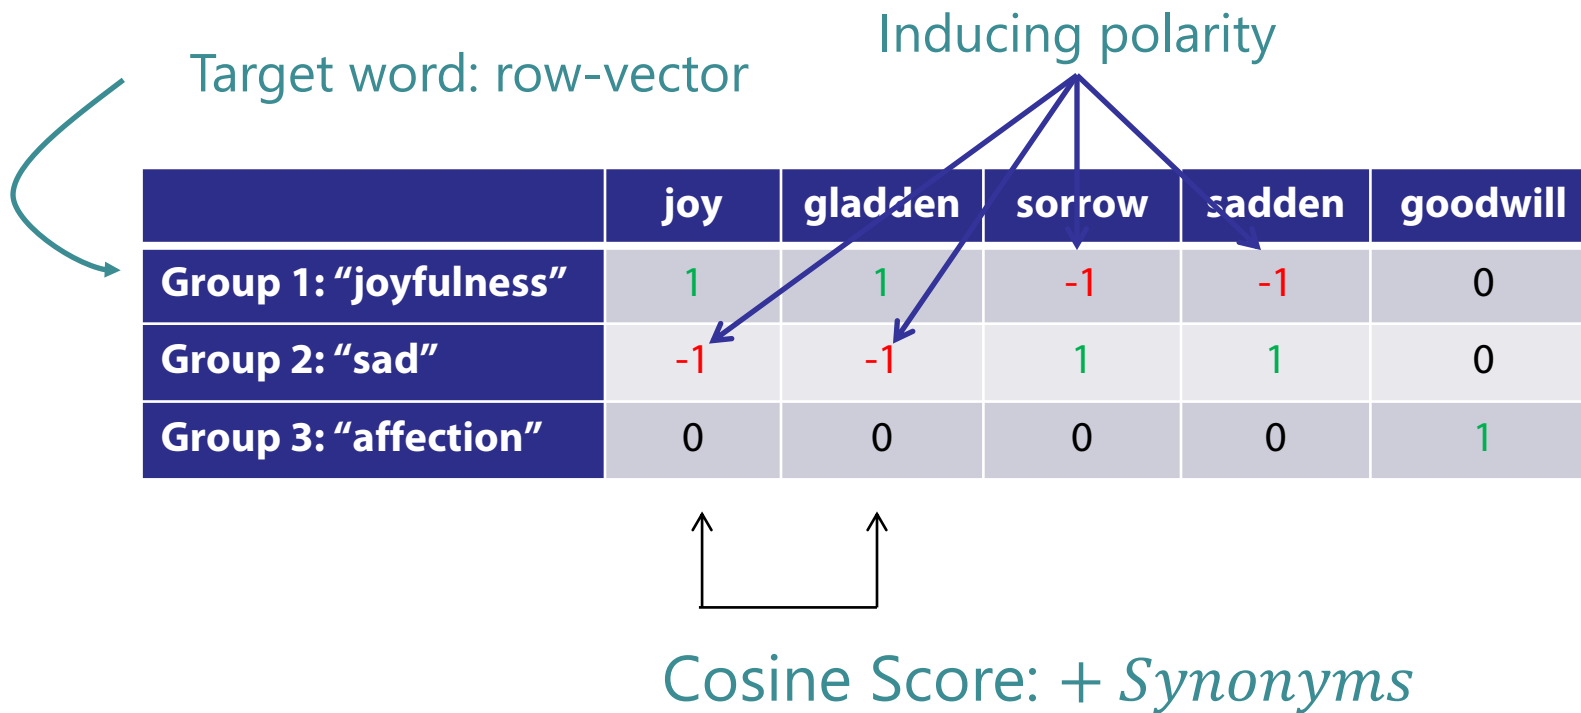 Inducing polarity
Target word: row-vector
joy gladden sorrow sadden goodwill
Group 1: “joyfulness” 1 1 -1 -1 0
Group 2: “sad” -1 -1 1 1 0
Group 3: “affection” 0 0 0 0 1
Cosine Score: + Synonyms